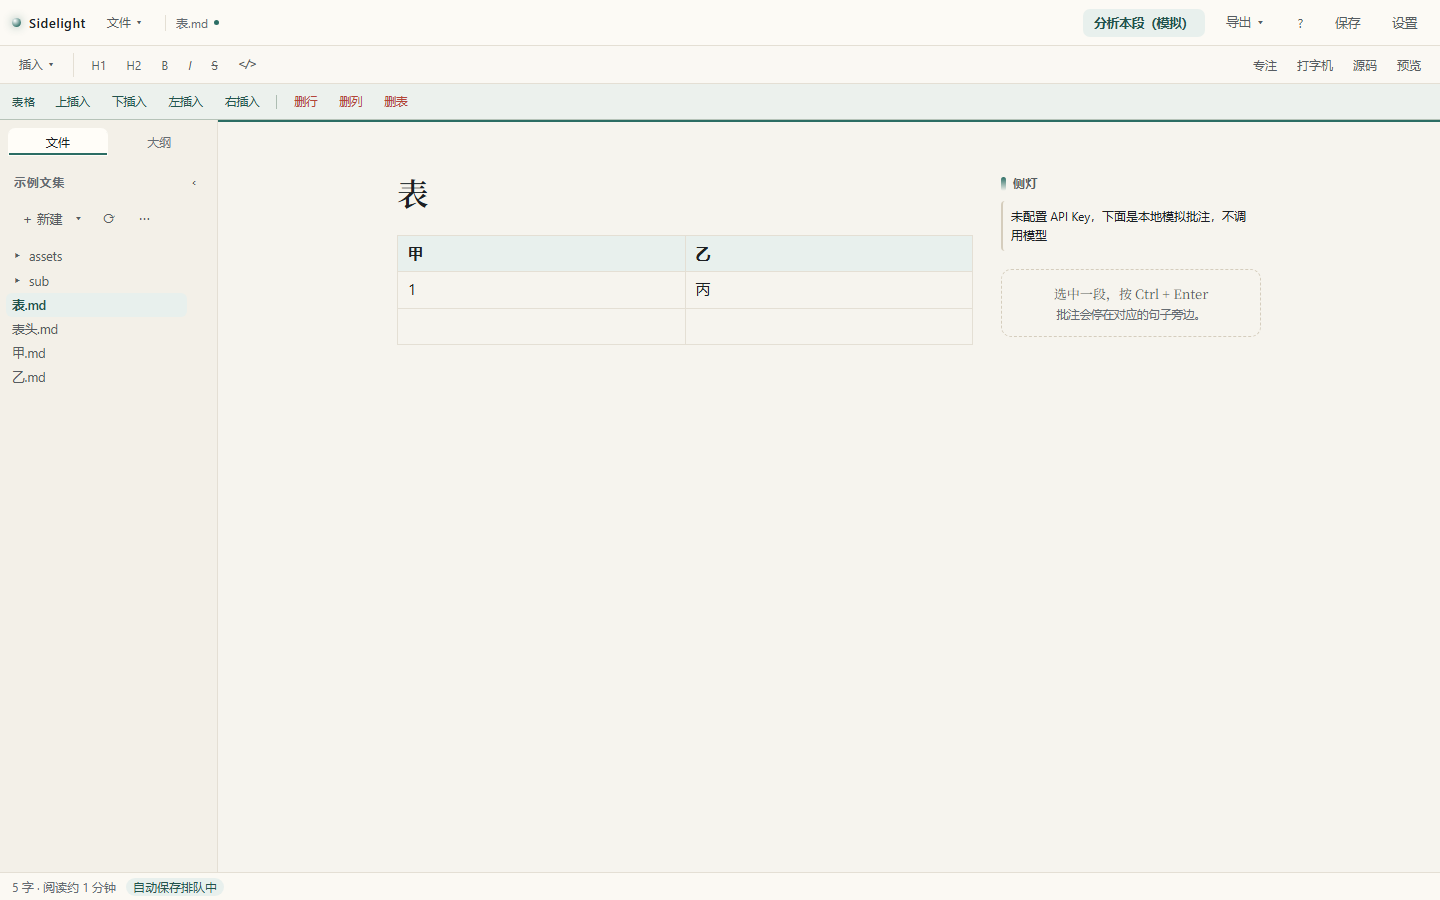 Sidelight 文件 表.md 分析本段（模拟） 导出 ? 保存 设置
插入 H1 H2 B I S </> 专注 打字机 源码 预览
表格 上插入 下插入 左插入 右插入 删行 删列 删表
文件 大纲
示例文集 ‹
+ 新建 ⟳ ···
assets
sub
表.md
表头.md
甲.md
乙.md
表
甲 乙
1 丙
侧灯
未配置 API Key，下面是本地模拟批注，不调
用模型
选中一段，按 Ctrl + Enter
批注会停在对应的句子旁边。
5 字 · 阅读约 1 分钟 自动保存排队中